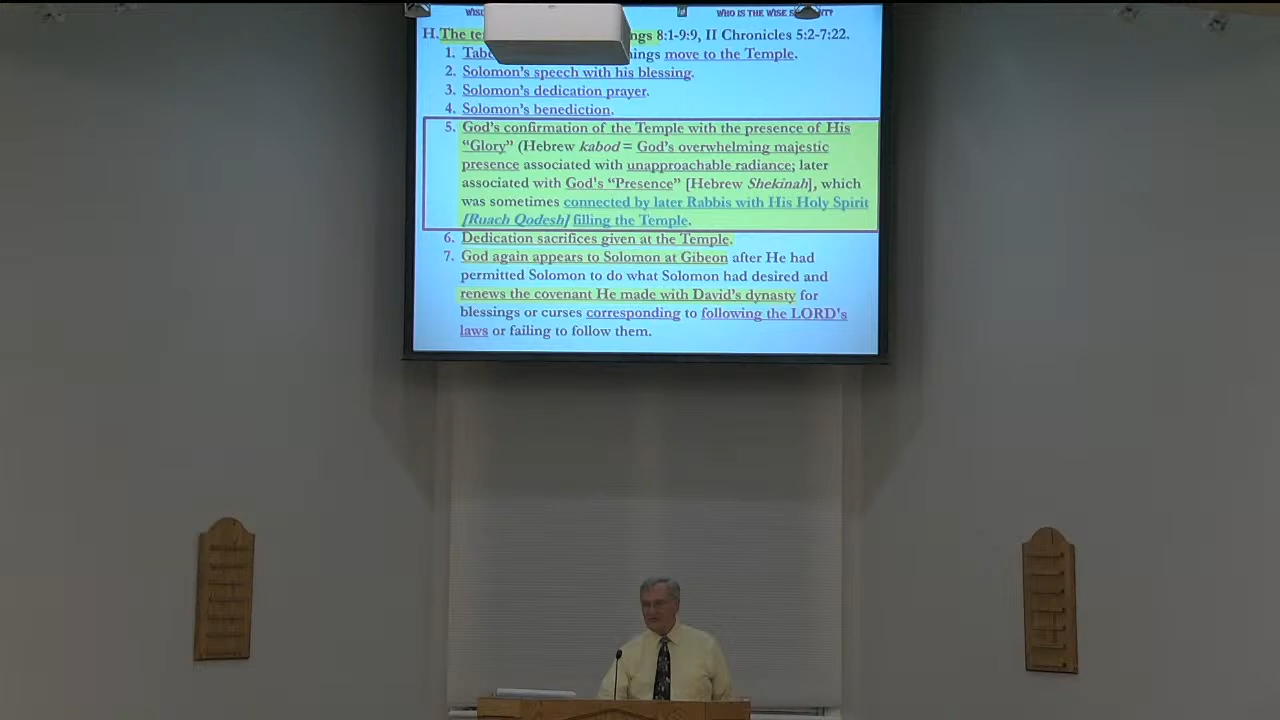 WHO IS THE WISE
H. The ngs 8:1-9:9, II Chronicles 5:2-7:22.
1. move to the Temple.
2. Solomon's speech with his blessing.
3. Solomon's dedication prayer.
4. Solomon's benediction.
5. God's confirmation of the Temple with the presence of His
"Glory" (Hebrew kabod = God's overwhelming majestic
presence associated with unapproachable radiance; later
associated with God's "Presence" [Hebrew Shekinah], which
was sometimes connected by later Rabbis with His Holy Spirit
[Ruach Qodesh] filling the Temple.
6. Dedication sacrifices given at the Temple.
7. God again appears to Solomon at Gibeon after He had
permitted Solomon to do what Solomon had desired and
renews the covenant He made with David's dynasty for
blessings or curses corresponding to following the LORD's
laws or failing to follow them.